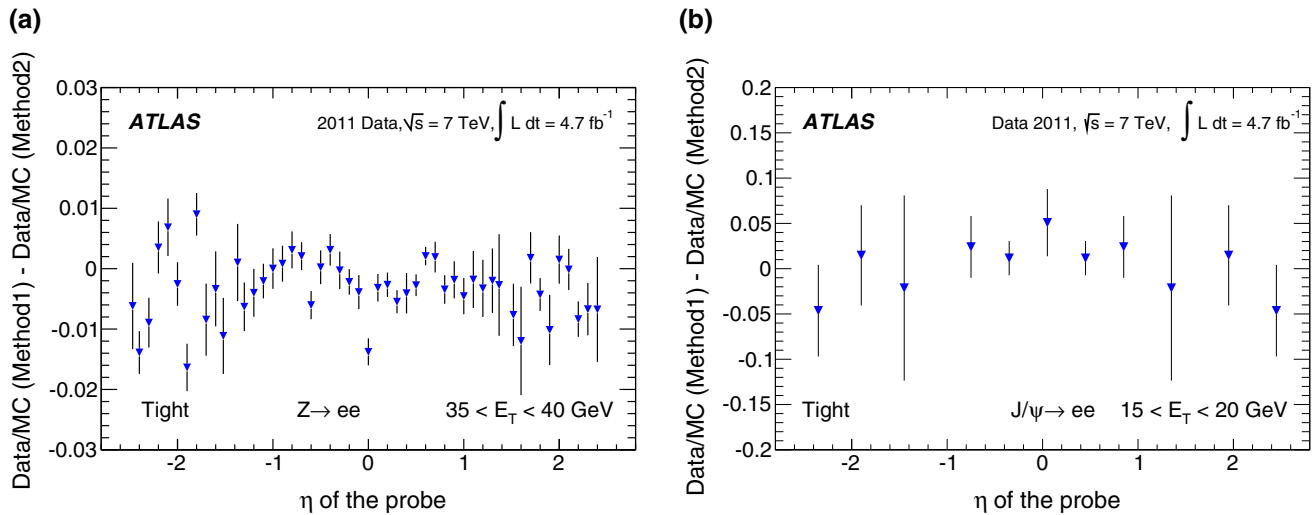 (a)
Data/MC (Method1) - Data/MC (Method2)
0.03
0.02
0.01
0
-0.01
-0.02
-0.03
ATLAS
2011 Data, √s = 7 TeV, ∫ L dt = 4.7 fb⁻¹
Tight
Z→ ee
35 < E_T < 40 GeV
-2
-1
0
1
2
η of the probe
(b)
Data/MC (Method1) - Data/MC (Method2)
0.2
0.15
0.1
0.05
0
-0.05
-0.1
-0.15
-0.2
ATLAS
Data 2011, √s = 7 TeV, ∫ L dt = 4.7 fb⁻¹
Tight
J/ψ→ ee
15 < E_T < 20 GeV
-2
-1
0
1
2
η of the probe